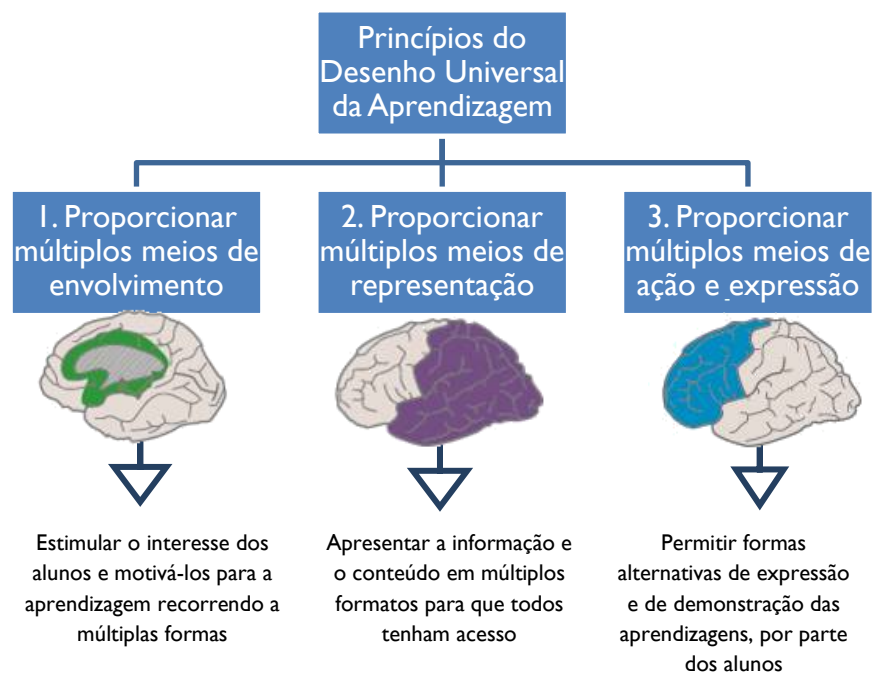 Princípios do
Desenho Universal
da Aprendizagem
1. Proporcionar
múltiplos meios de
envolvimento
2. Proporcionar
múltiplos meios de
representação
3. Proporcionar
múltiplos meios de
ação e expressão
Estimular o interesse dos
alunos e motivá-los para a
aprendizagem recorrendo a
múltiplas formas
Apresentar a informação e
o conteúdo em múltiplos
formatos para que todos
tenham acesso
Permitir formas
alternativas de expressão
e de demonstração das
aprendizagens, por parte
dos alunos